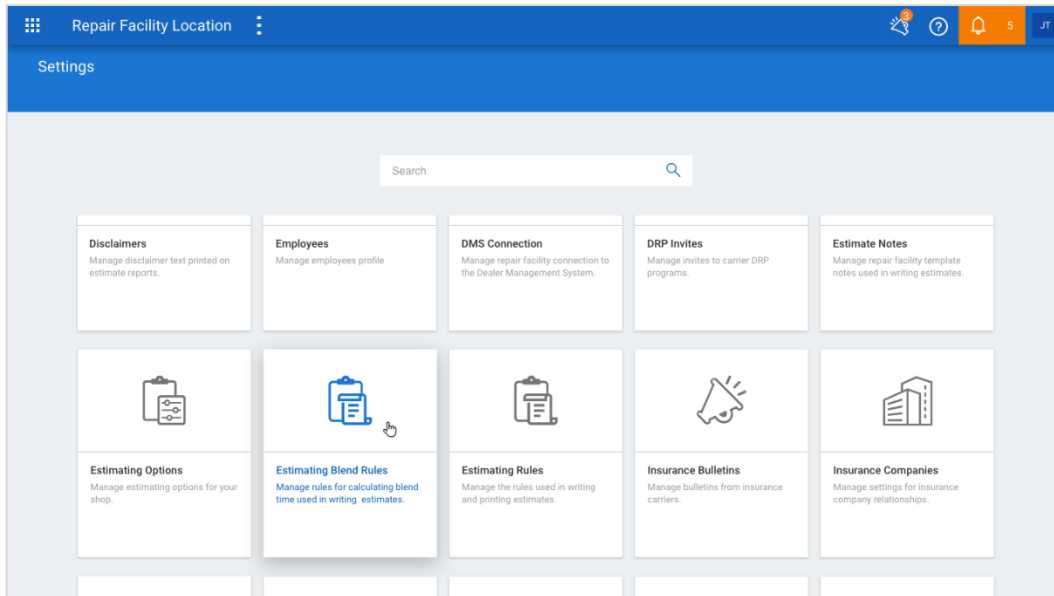 Repair Facility Location
3
5
JT
Settings
Search
Disclaimers
Manage disclaimer text printed on
estimate reports.
Employees
Manage employees profile
DMS Connection
Manage repair facility connection to
the Dealer Management System.
DRP Invites
Manage invites to carrier DRP
programs.
Estimate Notes
Manage repair facility template
notes used in writing estimates.
Estimating Options
Manage estimating options for your
shop.
Estimating Blend Rules
Manage rules for calculating blend
time used in writing estimates.
Estimating Rules
Manage the rules used in writing
and printing estimates.
Insurance Bulletins
Manage bulletins from insurance
carriers.
Insurance Companies
Manage settings for insurance
company relationships.